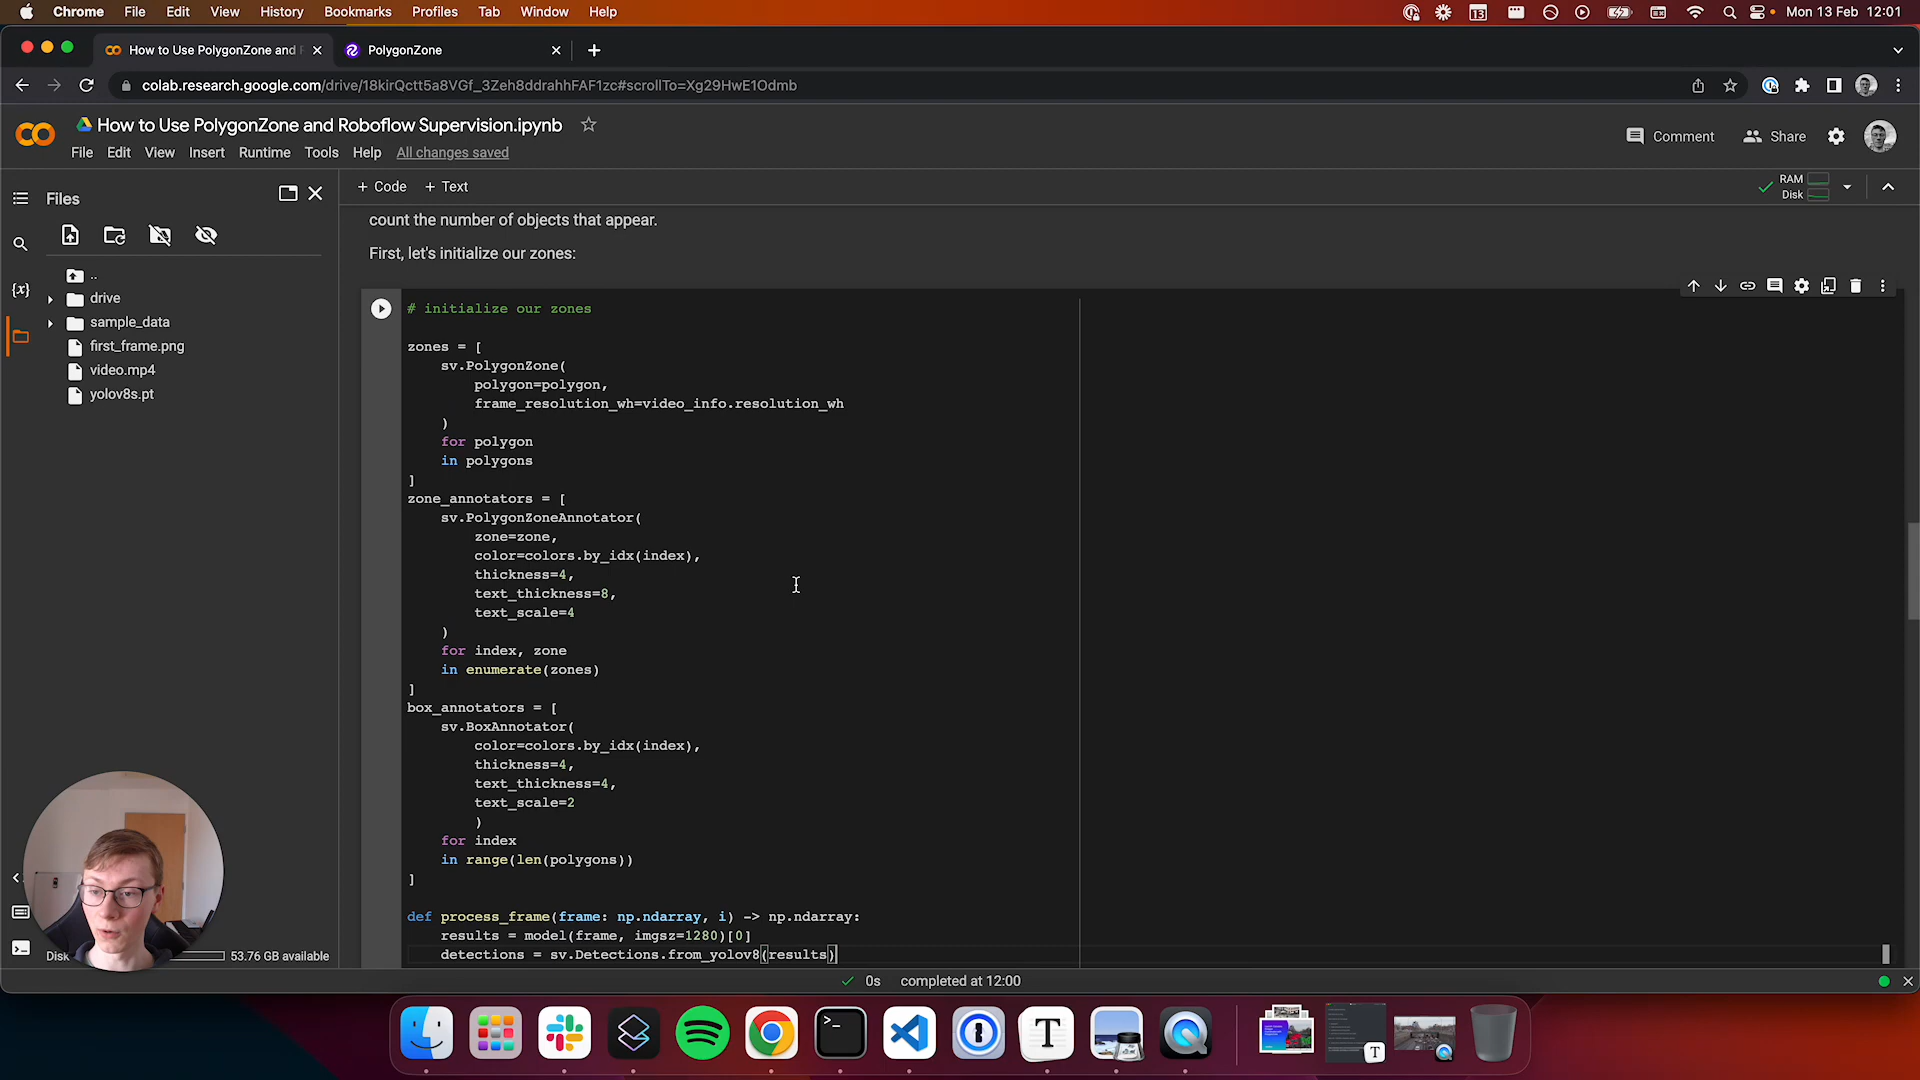 Chrome File Edit View History Bookmarks Profiles Tab Window Help
13
Mon 13 Feb 12:01
How to Use PolygonZone and R
PolygonZone
colab.research.google.com/drive/18kirQctt5a8VGf_3Zeh8ddrahhFAF1zc#scrollTo=Xg29HwE1Odmb
How to Use PolygonZone and Roboflow Supervision.ipynb
Comment
Share
File Edit View Insert Runtime Tools Help All changes saved
Files
+ Code + Text
RAM
Disk
count the number of objects that appear.
First, let's initialize our zones:
..
drive
sample_data
first_frame.png
video.mp4
yolov8s.pt
{x}
# initialize our zones
zones = [
sv.PolygonZone(
polygon=polygon,
frame_resolution_wh=video_info.resolution_wh
)
for polygon
in polygons
]
zone_annotators = [
sv.PolygonZoneAnnotator(
zone=zone,
color=colors.by_idx(index),
thickness=4,
text_thickness=8,
text_scale=4
)
for index, zone
in enumerate(zones)
]
box_annotators = [
sv.BoxAnnotator(
color=colors.by_idx(index),
thickness=4,
text_thickness=4,
text_scale=2
)
for index
in range(len(polygons))
]
def process_frame(frame: np.ndarray, i) -> np.ndarray:
results = model(frame, imgsz=1280)[0]
detections = sv.Detections.from_yolov8(results)
Disk
53.76 GB available
0s completed at 12:00
T
T